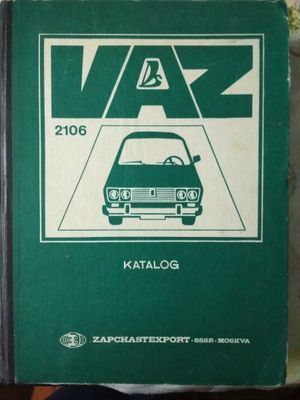 VAZ
2106
KATALOG
ZAPCHASTEXPORT · SSSR · MOSKVA